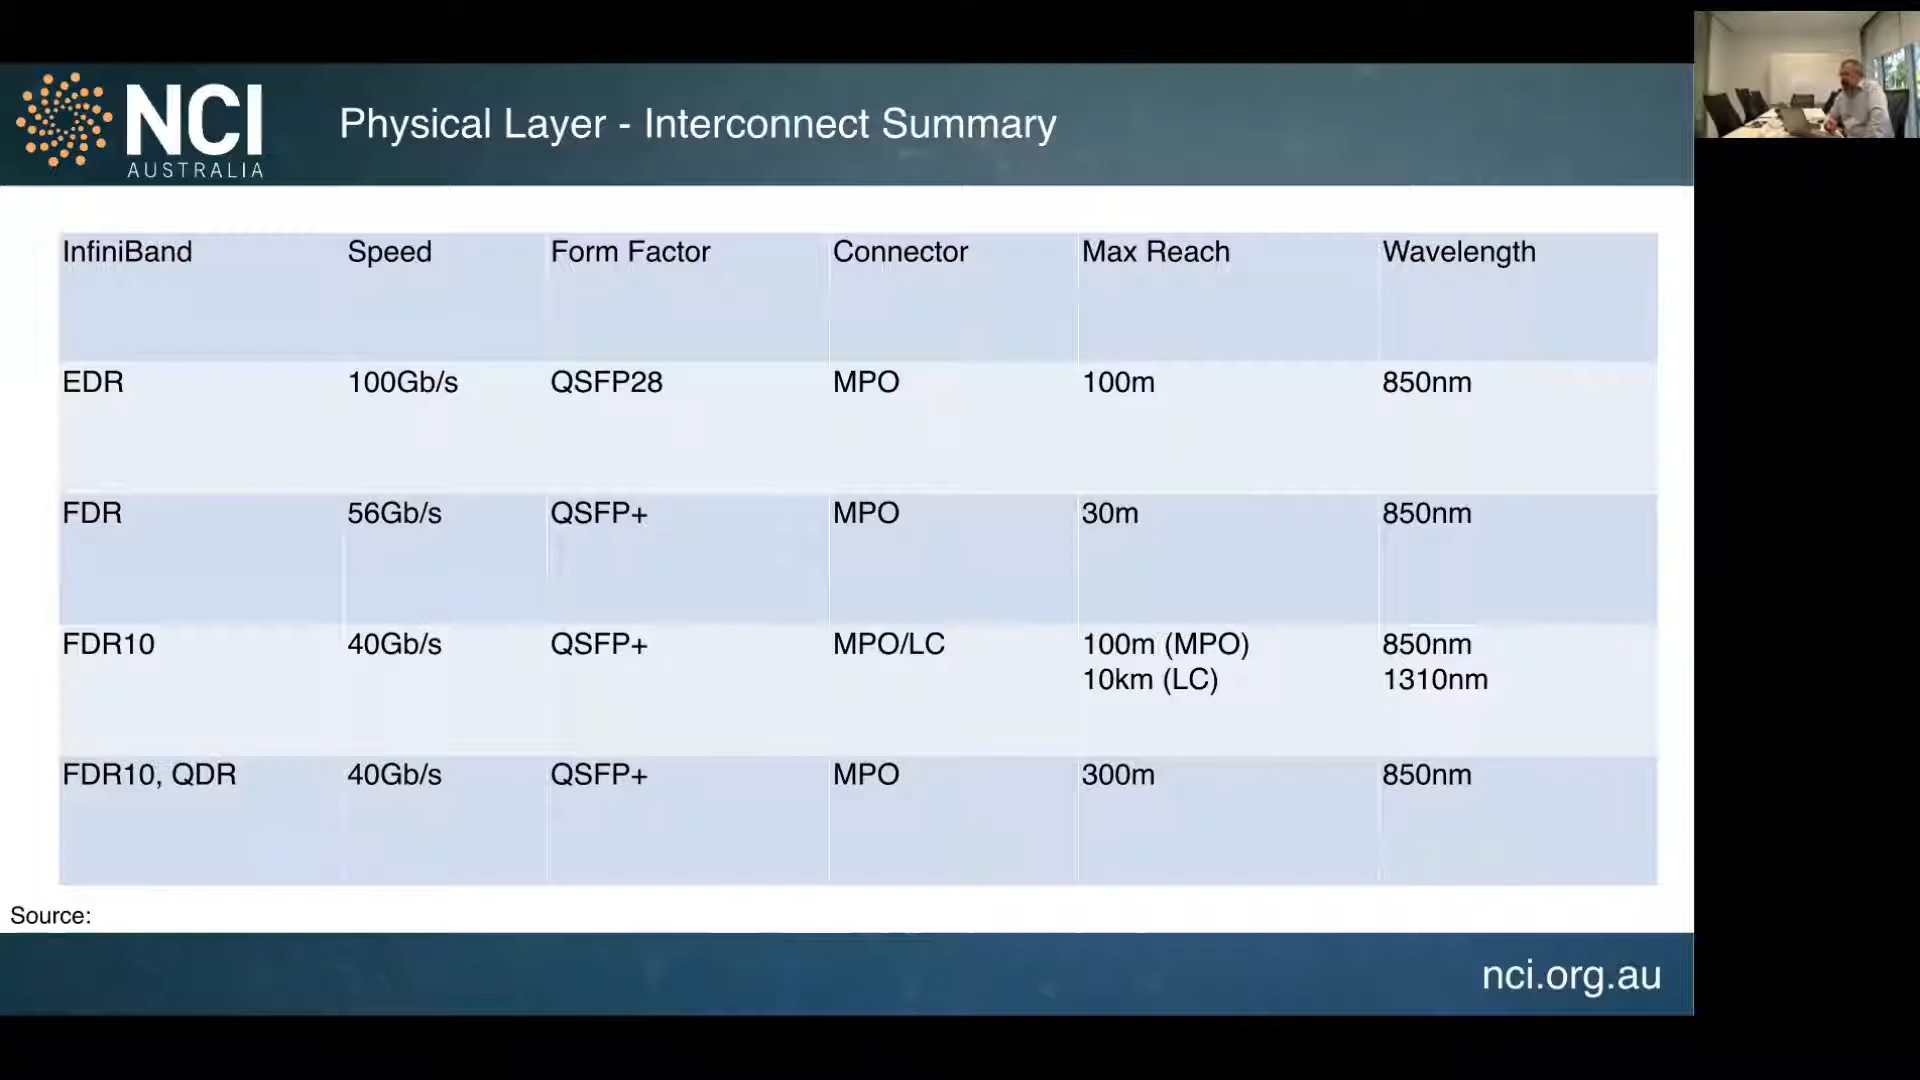 NCI
AUSTRALIA
Physical Layer - Interconnect Summary
InfiniBand Speed Form Factor Connector Max Reach Wavelength
EDR 100Gb/s QSFP28 MPO 100m 850nm
FDR 56Gb/s QSFP+ MPO 30m 850nm
FDR10 40Gb/s QSFP+ MPO/LC 100m (MPO) 850nm
10km (LC) 1310nm
FDR10, QDR 40Gb/s QSFP+ MPO 300m 850nm
Source:
nci.org.au